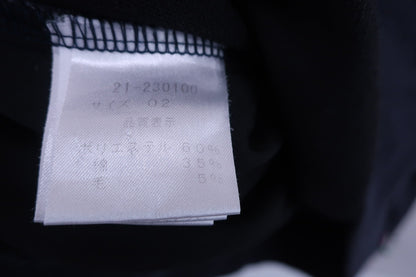 21-230100
サイズ 02
品質表示
ポリエステル 60%
綿 35%
毛 5%